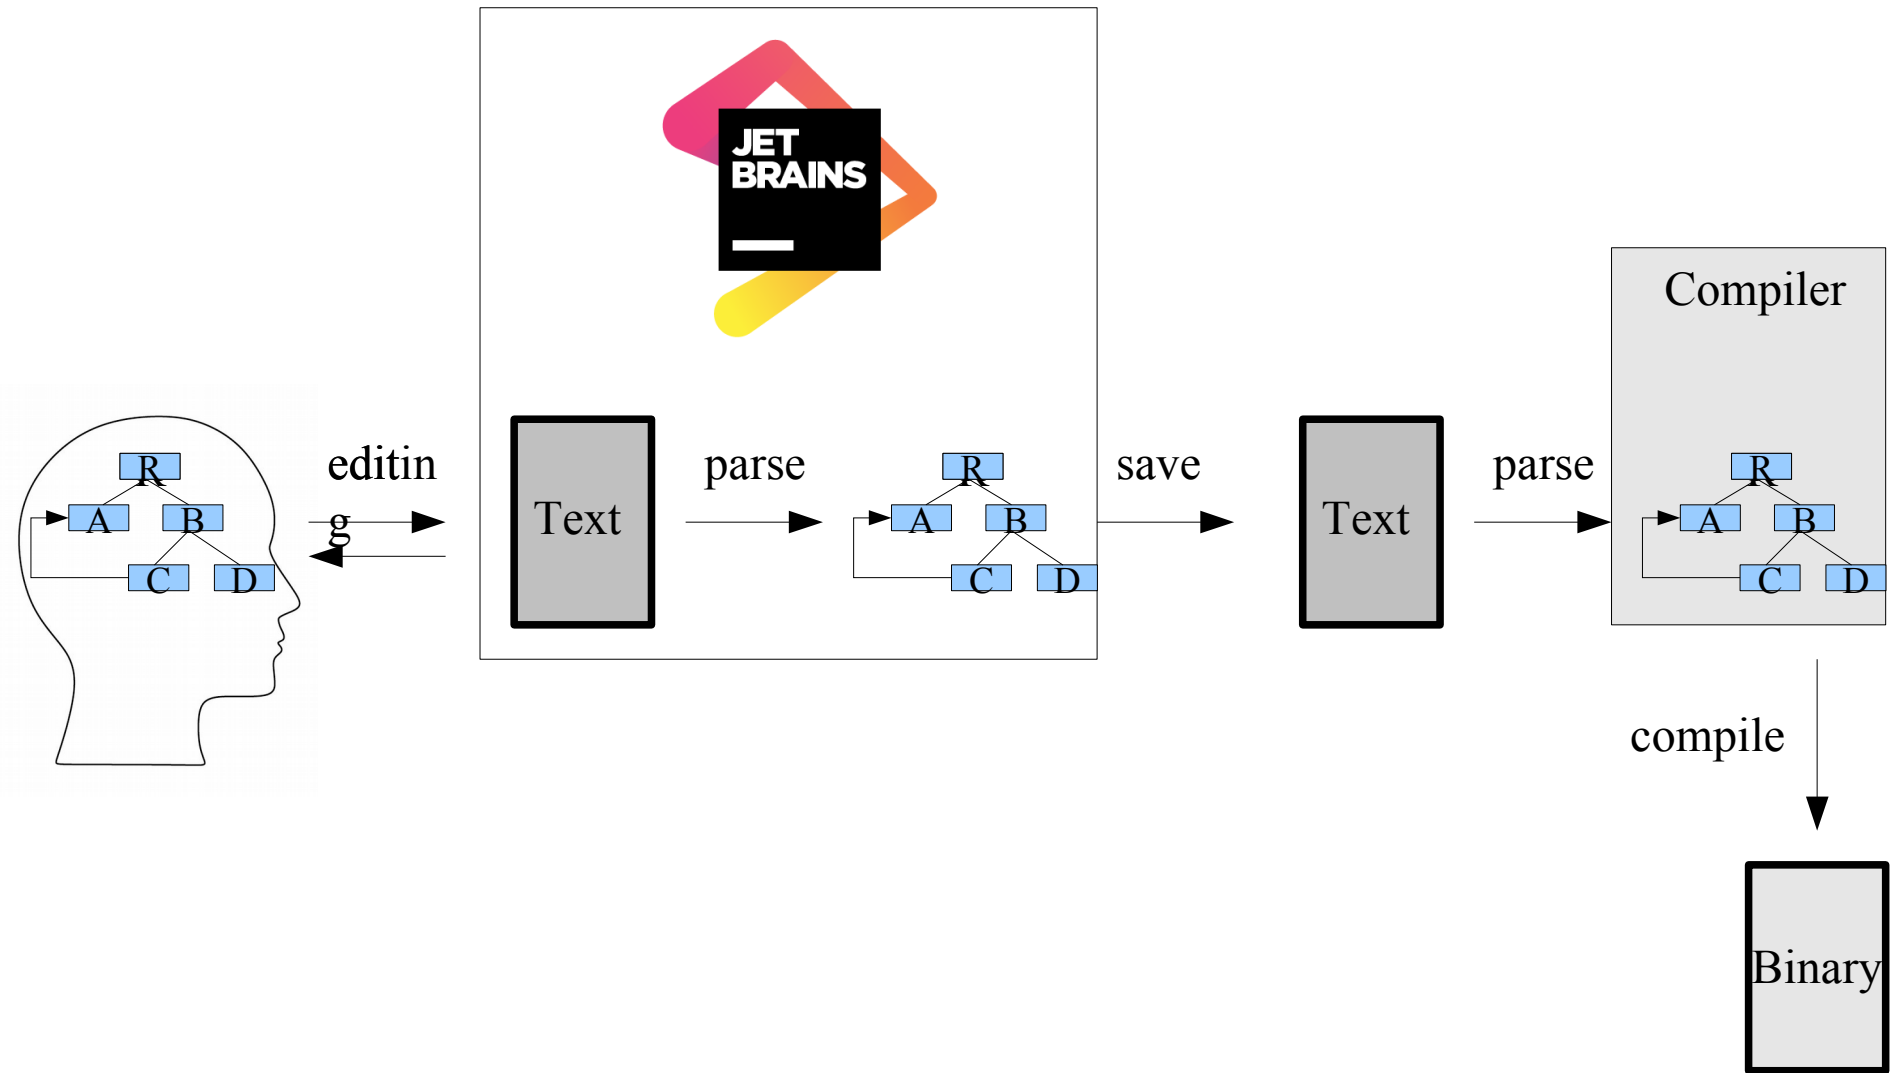 JET
BRAINS
Compiler
editin
g
parse
save
parse
R
A
B
C
D
Text
R
A
B
C
D
Text
R
A
B
C
D
compile
Binary